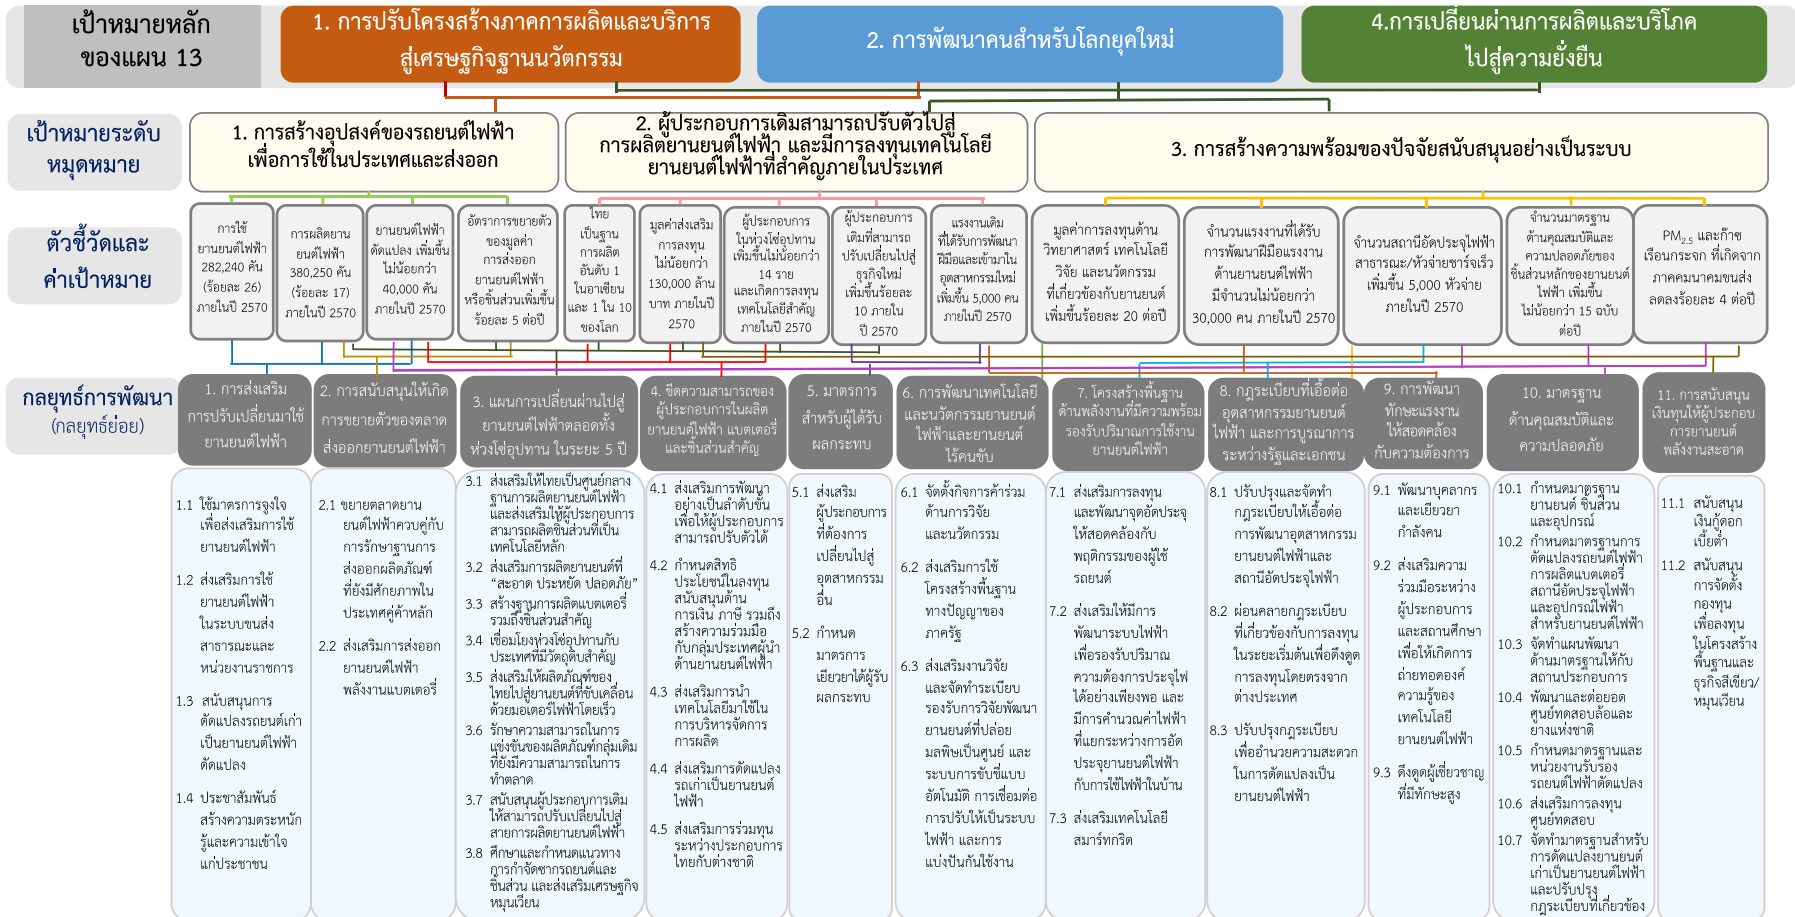 เป้าหมายหลัก
ของแผน 13
1. การปรับโครงสร้างภาคการผลิตและบริการ
สู่เศรษฐกิจฐานนวัตกรรม
2. การพัฒนาคนสำหรับโลกยุคใหม่
4.การเปลี่ยนผ่านการผลิตและบริโภค
ไปสู่ความยั่งยืน
เป้าหมายระดับ
หมุดหมาย
1. การสร้างอุปสงค์ของรถยนต์ไฟฟ้า
เพื่อการใช้ในประเทศและส่งออก
2. ผู้ประกอบการเดิมสามารถปรับตัวไปสู่
การผลิตยานยนต์ไฟฟ้า และมีการลงทุนเทคโนโลยี
ยานยนต์ไฟฟ้าที่สำคัญภายในประเทศ
3. การสร้างความพร้อมของปัจจัยสนับสนุนอย่างเป็นระบบ
ตัวชี้วัดและ
ค่าเป้าหมาย
การใช้
ยานยนต์ไฟฟ้า
282,240 คัน
(ร้อยละ 26)
ภายในปี 2570
การผลิตยาน
ยนต์ไฟฟ้า
380,250 คัน
(ร้อยละ 17)
ภายในปี 2570
ยานยนต์ไฟฟ้า
ดัดแปลง เพิ่มขึ้น
ไม่น้อยกว่า
40,000 คัน
ภายในปี 2570
อัตราการขยายตัว
ของมูลค่า
การส่งออก
ยานยนต์ไฟฟ้า
หรือชิ้นส่วนเพิ่มขึ้น
ร้อยละ 5 ต่อปี
ไทย
เป็นฐาน
การผลิต
อันดับ 1
ในอาเซียน
และ 1 ใน 10
ของโลก
มูลค่าส่งเสริม
การลงทุน
ไม่น้อยกว่า
130,000 ล้าน
บาท ภายในปี
2570
ผู้ประกอบการ
ในห่วงโซ่อุปทาน
เพิ่มขึ้นไม่น้อยกว่า
14 ราย
และเกิดการลงทุน
เทคโนโลยีสำคัญ
ภายในปี 2570
ผู้ประกอบการ
เดิมที่สามารถ
ปรับเปลี่ยนไปสู่
ธุรกิจใหม่
เพิ่มขึ้นร้อยละ
10 ภายใน
ปี 2570
แรงงานเดิม
ที่ได้รับการพัฒนา
ฝีมือและเข้ามาใน
อุตสาหกรรมใหม่
เพิ่มขึ้น 5,000 คน
ภายในปี 2570
มูลค่าการลงทุนด้าน
วิทยาศาสตร์ เทคโนโลยี
วิจัย และนวัตกรรม
ที่เกี่ยวข้องกับยานยนต์
เพิ่มขึ้นร้อยละ 20 ต่อปี
จำนวนแรงงานที่ได้รับ
การพัฒนาฝีมือแรงงาน
ด้านยานยนต์ไฟฟ้า
มีจำนวนไม่น้อยกว่า
30,000 คน ภายในปี 2570
จำนวนสถานีอัดประจุไฟฟ้า
สาธารณะ/หัวจ่ายชาร์จเร็ว
เพิ่มขึ้น 5,000 หัวจ่าย
ภายในปี 2570
จำนวนมาตรฐาน
ด้านคุณสมบัติและ
ความปลอดภัยของ
ชิ้นส่วนหลักของยานยนต์
ไฟฟ้า เพิ่มขึ้น
ไม่น้อยกว่า 15 ฉบับ
ต่อปี
PM2.5 และก๊าซ
เรือนกระจก ที่เกิดจาก
ภาคคมนาคมขนส่ง
ลดลงร้อยละ 4 ต่อปี
กลยุทธ์การพัฒนา
(กลยุทธ์ย่อย)
1. การส่งเสริม
การปรับเปลี่ยนมาใช้
ยานยนต์ไฟฟ้า
2. การสนับสนุนให้เกิด
การขยายตัวของตลาด
ส่งออกยานยนต์ไฟฟ้า
3. แผนการเปลี่ยนผ่านไปสู่
ยานยนต์ไฟฟ้าตลอดทั้ง
ห่วงโซ่อุปทาน ในระยะ 5 ปี
4. ขีดความสามารถของ
ผู้ประกอบการในผลิต
ยานยนต์ไฟฟ้า แบตเตอรี่
และชิ้นส่วนสำคัญ
5. มาตรการ
สำหรับผู้ได้รับ
ผลกระทบ
6. การพัฒนาเทคโนโลยี
และนวัตกรรมยานยนต์
ไฟฟ้าและยานยนต์
ไร้คนขับ
7. โครงสร้างพื้นฐาน
ด้านพลังงานที่มีความพร้อม
รองรับปริมาณการใช้งาน
ยานยนต์ไฟฟ้า
8. กฎระเบียบที่เอื้อต่อ
อุตสาหกรรมยานยนต์
ไฟฟ้า และการบูรณาการ
ระหว่างรัฐและเอกชน
9. การพัฒนา
ทักษะแรงงาน
ให้สอดคล้อง
กับความต้องการ
10. มาตรฐาน
ด้านคุณสมบัติและ
ความปลอดภัย
11. การสนับสนุน
เงินทุนให้ผู้ประกอบ
การยานยนต์
พลังงานสะอาด
1.1 ใช้มาตรการจูงใจ
เพื่อส่งเสริมการใช้
ยานยนต์ไฟฟ้า
1.2 ส่งเสริมการใช้
ยานยนต์ไฟฟ้า
ในระบบขนส่ง
สาธารณะและ
หน่วยงานราชการ
1.3 สนับสนุนการ
ดัดแปลงรถยนต์เก่า
เป็นยานยนต์ไฟฟ้า
ดัดแปลง
1.4 ประชาสัมพันธ์
สร้างความตระหนัก
รู้และความเข้าใจ
แก่ประชาชน
2.1 ขยายตลาดยาน
ยนต์ไฟฟ้าควบคู่กับ
การรักษาฐานการ
ส่งออกผลิตภัณฑ์
ที่ยังมีศักยภาพใน
ประเทศคู่ค้าหลัก
2.2 ส่งเสริมการส่งออก
ยานยนต์ไฟฟ้า
พลังงานแบตเตอรี่
3.1 ส่งเสริมให้ไทยเป็นศูนย์กลาง
ฐานการผลิตยานยนต์ไฟฟ้า
และส่งเสริมให้ผู้ประกอบการ
สามารถผลิตชิ้นส่วนที่เป็น
เทคโนโลยีหลัก
3.2 ส่งเสริมการผลิตยานยนต์ที่
“สะอาด ประหยัด ปลอดภัย”
3.3 สร้างฐานการผลิตแบตเตอรี่
รวมถึงชิ้นส่วนสำคัญ
3.4 เชื่อมโยงห่วงโซ่อุปทานกับ
ประเทศที่มีวัตถุดิบสำคัญ
3.5 ส่งเสริมให้ผลิตภัณฑ์ของ
ไทยไปสู่ยานยนต์ที่ขับเคลื่อน
ด้วยมอเตอร์ไฟฟ้าโดยเร็ว
3.6 รักษาความสามารถในการ
แข่งขันของผลิตภัณฑ์กลุ่มเดิม
ที่ยังมีความสามารถในการ
ทำตลาด
3.7 สนับสนุนผู้ประกอบการเดิม
ให้สามารถปรับเปลี่ยนไปสู่
สายการผลิตยานยนต์ไฟฟ้า
3.8 ศึกษาและกำหนดแนวทาง
การกำจัดซากรถยนต์และ
ชิ้นส่วน และส่งเสริมเศรษฐกิจ
หมุนเวียน
4.1 ส่งเสริมการพัฒนา
อย่างเป็นลำดับขั้น
เพื่อให้ผู้ประกอบการ
สามารถปรับตัวได้
4.2 กำหนดสิทธิ
ประโยชน์ในลงทุน
สนับสนุนด้าน
การเงิน ภาษี รวมถึง
สร้างความร่วมมือ
กับกลุ่มประเทศผู้นำ
ด้านยานยนต์ไฟฟ้า
4.3 ส่งเสริมการนำ
เทคโนโลยีมาใช้ใน
การบริหารจัดการ
การผลิต
4.4 ส่งเสริมการดัดแปลง
รถเก่าเป็นยานยนต์
ไฟฟ้า
4.5 ส่งเสริมการร่วมทุน
ระหว่างประกอบการ
ไทยกับต่างชาติ
5.1 ส่งเสริม
ผู้ประกอบการ
ที่ต้องการ
เปลี่ยนไปสู่
อุตสาหกรรม
อื่น
5.2 กำหนด
มาตรการ
เยียวยาได้ผู้รับ
ผลกระทบ
6.1 จัดตั้งกิจการค้าร่วม
ด้านการวิจัย
และนวัตกรรม
6.2 ส่งเสริมการใช้
โครงสร้างพื้นฐาน
ทางปัญญาของ
ภาครัฐ
6.3 ส่งเสริมงานวิจัย
และจัดทำระเบียบ
รองรับการวิจัยพัฒนา
ยานยนต์ที่ปล่อย
มลพิษเป็นศูนย์ และ
ระบบการขับขี่แบบ
อัตโนมัติ การเชื่อมต่อ
การปรับให้เป็นระบบ
ไฟฟ้า และการ
แบ่งปันกันใช้งาน
7.1 ส่งเสริมการลงทุน
และพัฒนาจุดอัดประจุ
ให้สอดคล้องกับ
พฤติกรรมของผู้ใช้
รถยนต์
7.2 ส่งเสริมให้มีการ
พัฒนาระบบไฟฟ้า
เพื่อรองรับปริมาณ
ความต้องการประจุไฟ
ได้อย่างเพียงพอ และ
มีการคำนวณค่าไฟฟ้า
ที่แยกระหว่างการอัด
ประจุยานยนต์ไฟฟ้า
กับการใช้ไฟฟ้าในบ้าน
7.3 ส่งเสริมเทคโนโลยี
สมาร์ทกริด
8.1 ปรับปรุงและจัดทำ
กฎระเบียบให้เอื้อต่อ
การพัฒนาอุตสาหกรรม
ยานยนต์ไฟฟ้าและ
สถานีอัดประจุไฟฟ้า
8.2 ผ่อนคลายกฎระเบียบ
ที่เกี่ยวข้องกับการลงทุน
ในระยะเริ่มต้นเพื่อดึงดูด
การลงทุนโดยตรงจาก
ต่างประเทศ
8.3 ปรับปรุงกฎระเบียบ
เพื่ออำนวยความสะดวก
ในการดัดแปลงเป็น
ยานยนต์ไฟฟ้า
9.1 พัฒนาบุคลากร
และเยียวยา
กำลังคน
9.2 ส่งเสริมความ
ร่วมมือระหว่าง
ผู้ประกอบการ
และสถานศึกษา
เพื่อให้เกิดการ
ถ่ายทอดองค์
ความรู้ของ
เทคโนโลยี
ยานยนต์ไฟฟ้า
9.3 ดึงดูดผู้เชี่ยวชาญ
ที่มีทักษะสูง
10.1 กำหนดมาตรฐาน
ยานยนต์ ชิ้นส่วน
และอุปกรณ์
10.2 กำหนดมาตรฐานการ
ดัดแปลงรถยนต์ไฟฟ้า
การผลิตแบตเตอรี่
สถานีอัดประจุไฟฟ้า
และอุปกรณ์ไฟฟ้า
สำหรับยานยนต์ไฟฟ้า
10.3 จัดทำแผนพัฒนา
ด้านมาตรฐานให้กับ
สถานประกอบการ
10.4 พัฒนาและต่อยอด
ศูนย์ทดสอบล้อและ
ยางแห่งชาติ
10.5 กำหนดมาตรฐานและ
หน่วยงานรับรอง
รถยนต์ไฟฟ้าดัดแปลง
10.6 ส่งเสริมการลงทุน
ศูนย์ทดสอบ
10.7 จัดทำมาตรฐานสำหรับ
การดัดแปลงยานยนต์
เก่าเป็นยานยนต์ไฟฟ้า
และปรับปรุง
กฎระเบียบที่เกี่ยวข้อง
11.1 สนับสนุน
เงินกู้ดอก
เบี้ยต่ำ
11.2 สนับสนุน
การจัดตั้ง
กองทุน
เพื่อลงทุน
ในโครงสร้าง
พื้นฐานและ
ธุรกิจสีเขียว/
หมุนเวียน